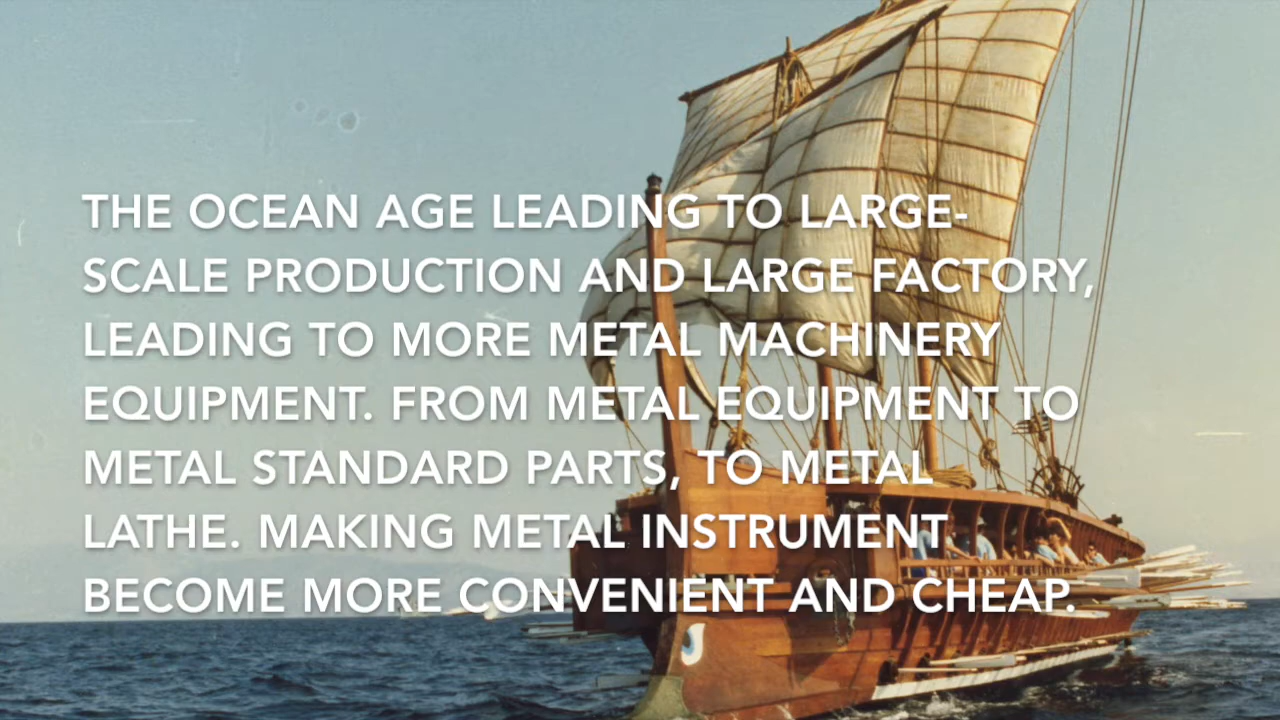 THE OCEAN AGE LEADING TO LARGE-
SCALE PRODUCTION AND LARGE FACTORY,
LEADING TO MORE METAL MACHINERY
EQUIPMENT. FROM METAL EQUIPMENT TO
METAL STANDARD PARTS, TO METAL
LATHE. MAKING METAL INSTRUMENT
BECOME MORE CONVENIENT AND CHEAP.